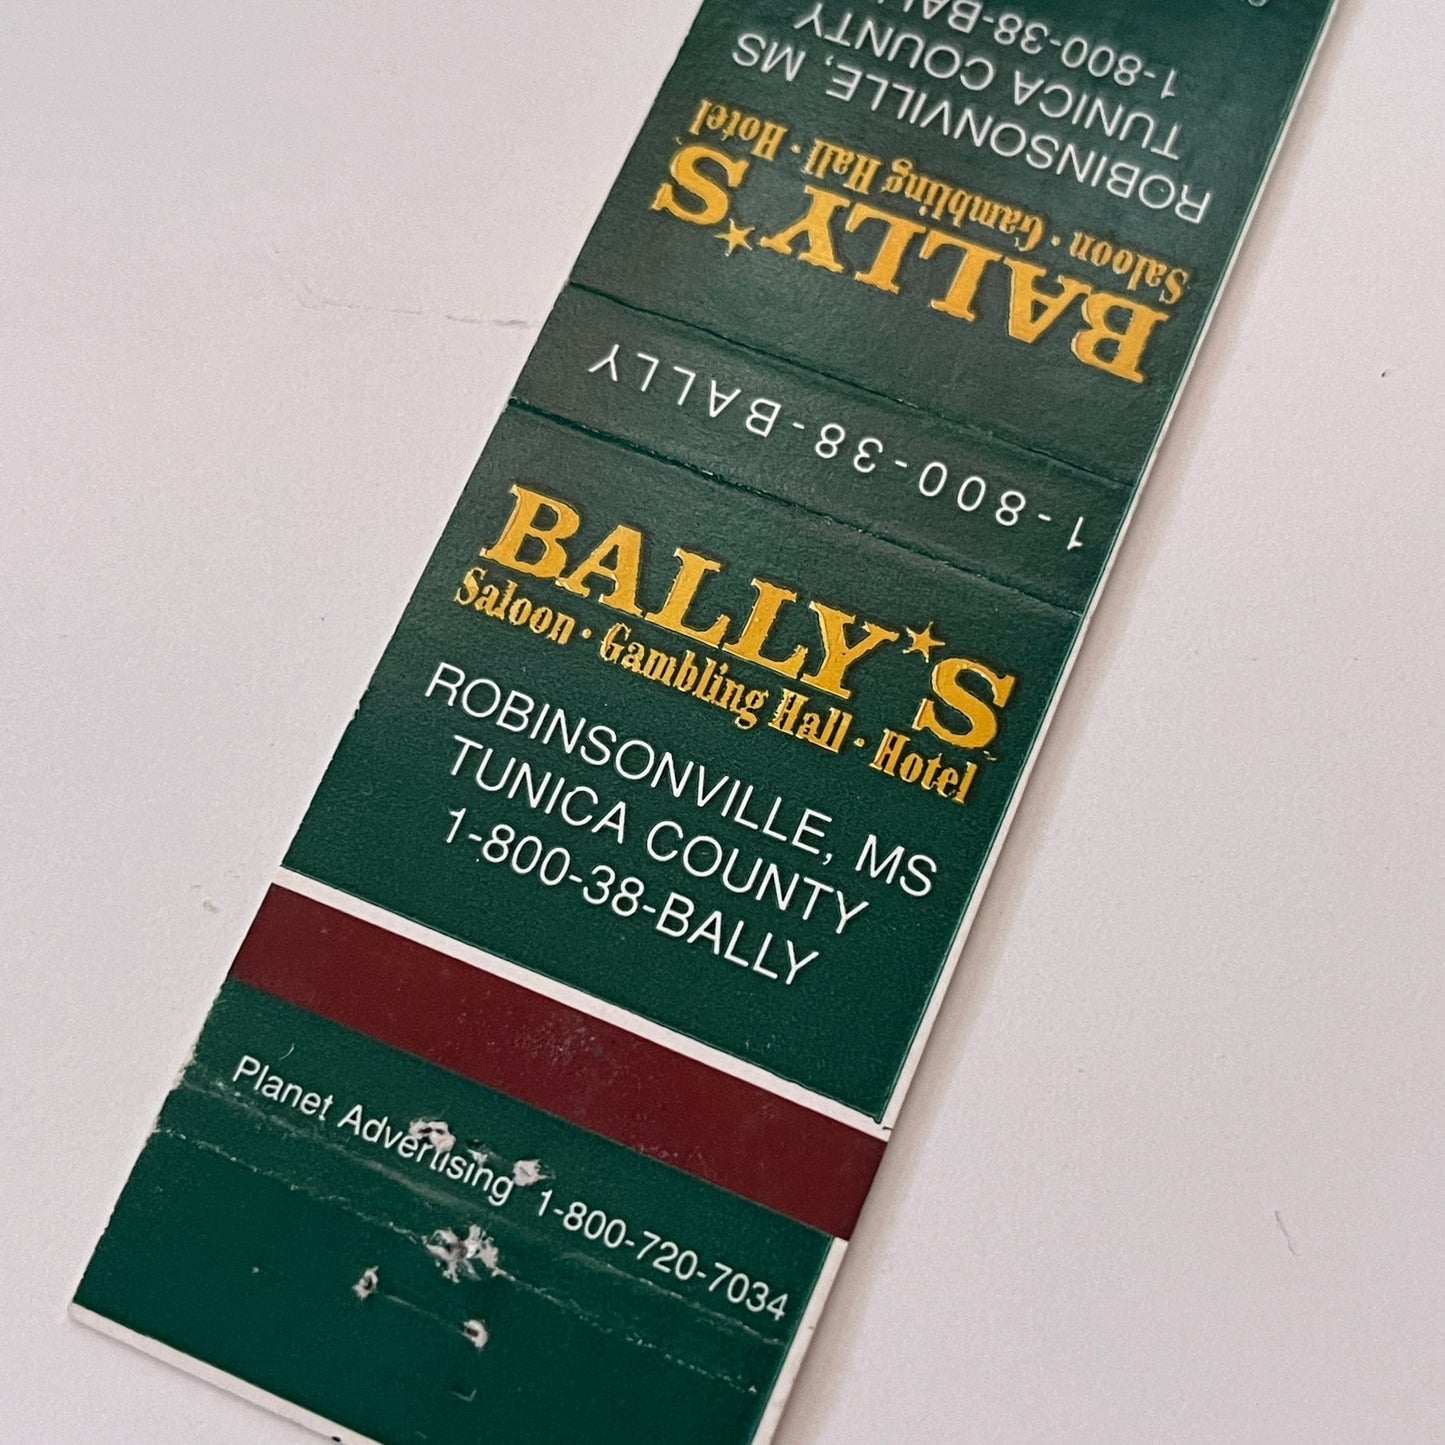 1-800-38-BALL
TUNICA COUNTY
ROBINSONVILLE, MS
Saloon · Gambling Hall · Hotel
BALLY'S
1-800-38-BALLY
BALLY'S
Saloon · Gambling Hall · Hotel
ROBINSONVILLE, MS
TUNICA COUNTY
1-800-38-BALLY
Planet Advertising 1-800-720-7034